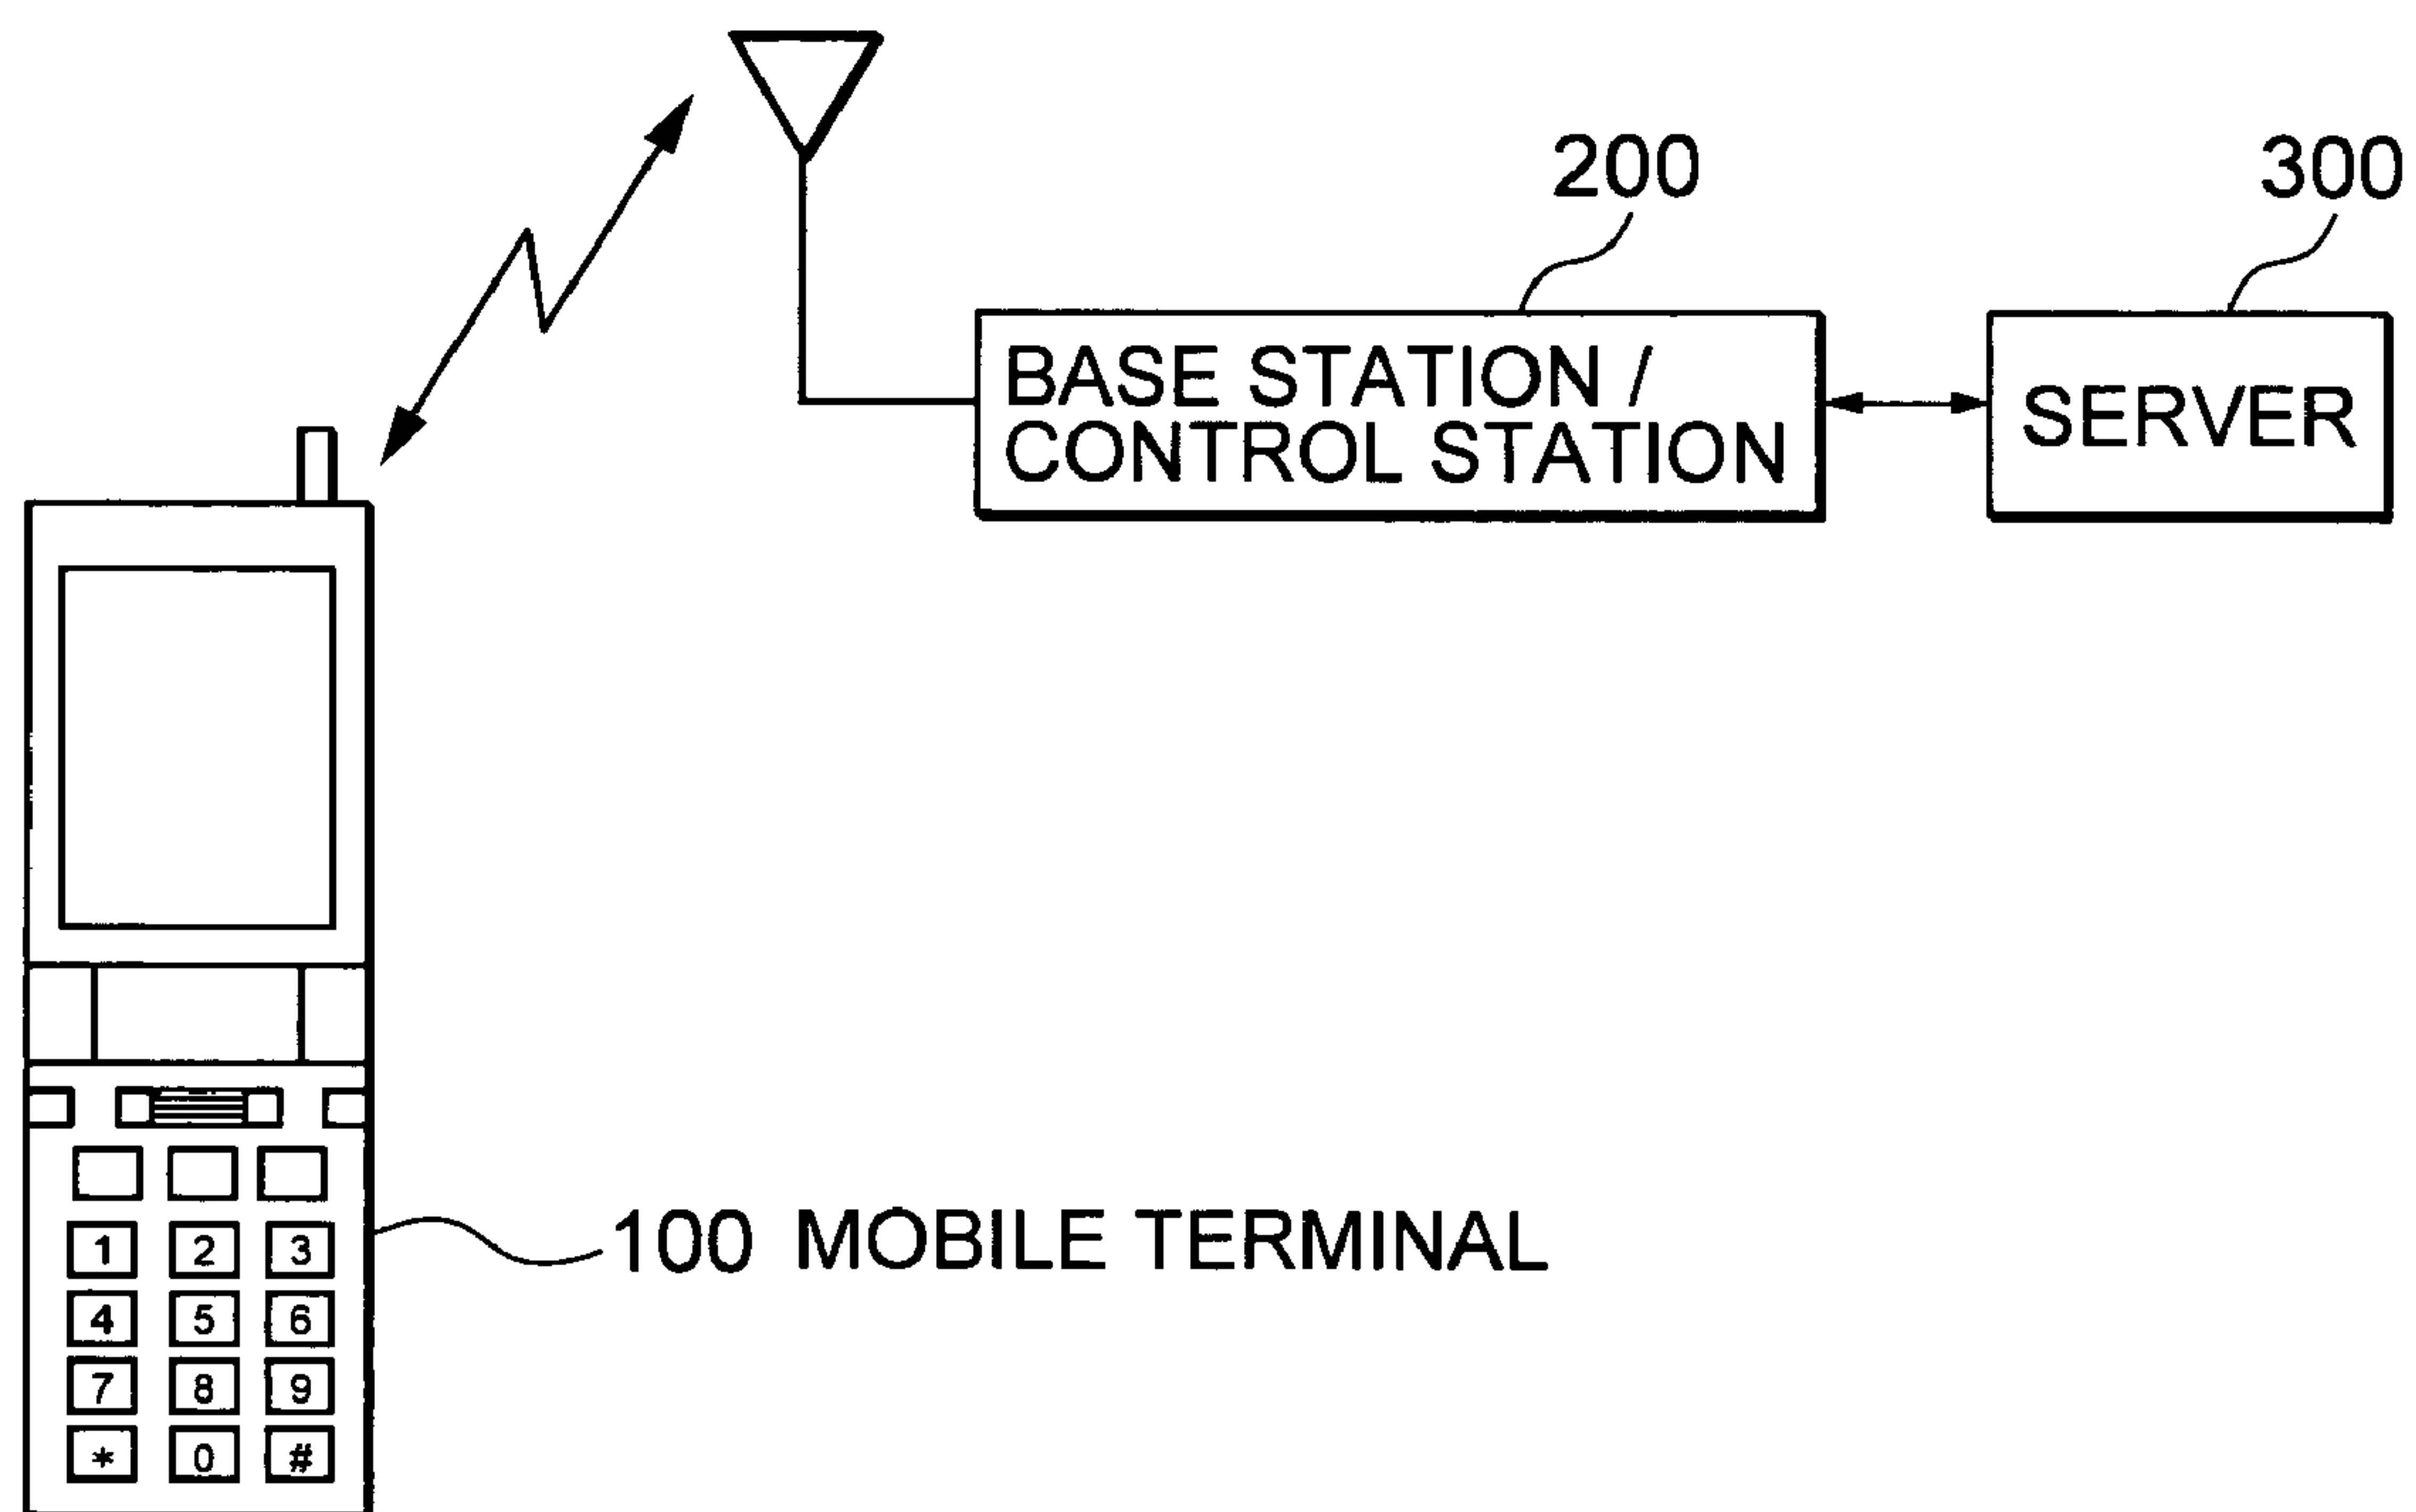 200
300
BASE STATION /
CONTROL STATION
SERVER
100 MOBILE TERMINAL
1 2 3
4 5 6
7 8 9
* 0 #